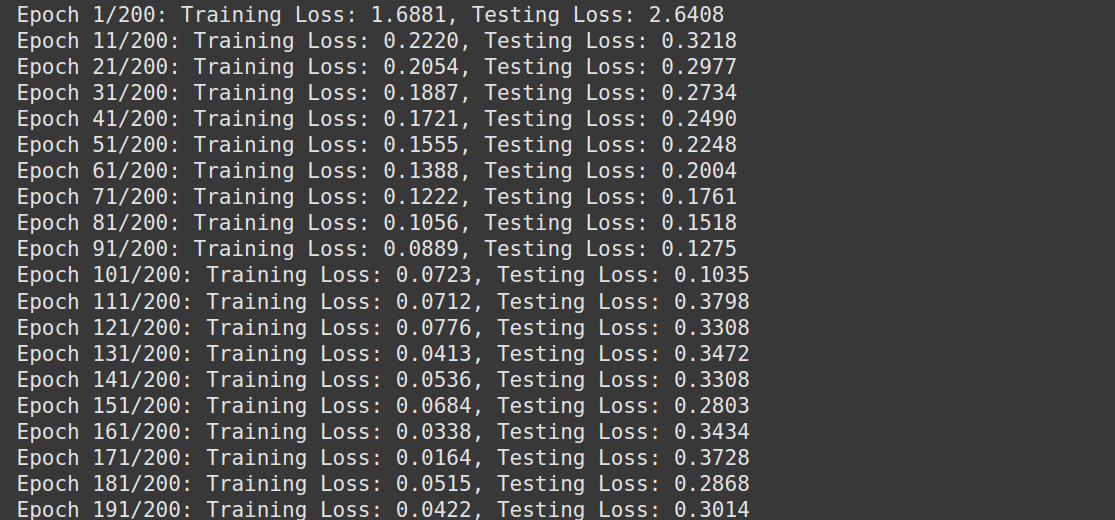 Epoch 1/200: Training Loss: 1.6881, Testing Loss: 2.6408
Epoch 11/200: Training Loss: 0.2220, Testing Loss: 0.3218
Epoch 21/200: Training Loss: 0.2054, Testing Loss: 0.2977
Epoch 31/200: Training Loss: 0.1887, Testing Loss: 0.2734
Epoch 41/200: Training Loss: 0.1721, Testing Loss: 0.2490
Epoch 51/200: Training Loss: 0.1555, Testing Loss: 0.2248
Epoch 61/200: Training Loss: 0.1388, Testing Loss: 0.2004
Epoch 71/200: Training Loss: 0.1222, Testing Loss: 0.1761
Epoch 81/200: Training Loss: 0.1056, Testing Loss: 0.1518
Epoch 91/200: Training Loss: 0.0889, Testing Loss: 0.1275
Epoch 101/200: Training Loss: 0.0723, Testing Loss: 0.1035
Epoch 111/200: Training Loss: 0.0712, Testing Loss: 0.3798
Epoch 121/200: Training Loss: 0.0776, Testing Loss: 0.3308
Epoch 131/200: Training Loss: 0.0413, Testing Loss: 0.3472
Epoch 141/200: Training Loss: 0.0536, Testing Loss: 0.3308
Epoch 151/200: Training Loss: 0.0684, Testing Loss: 0.2803
Epoch 161/200: Training Loss: 0.0338, Testing Loss: 0.3434
Epoch 171/200: Training Loss: 0.0164, Testing Loss: 0.3728
Epoch 181/200: Training Loss: 0.0515, Testing Loss: 0.2868
Epoch 191/200: Training Loss: 0.0422, Testing Loss: 0.3014